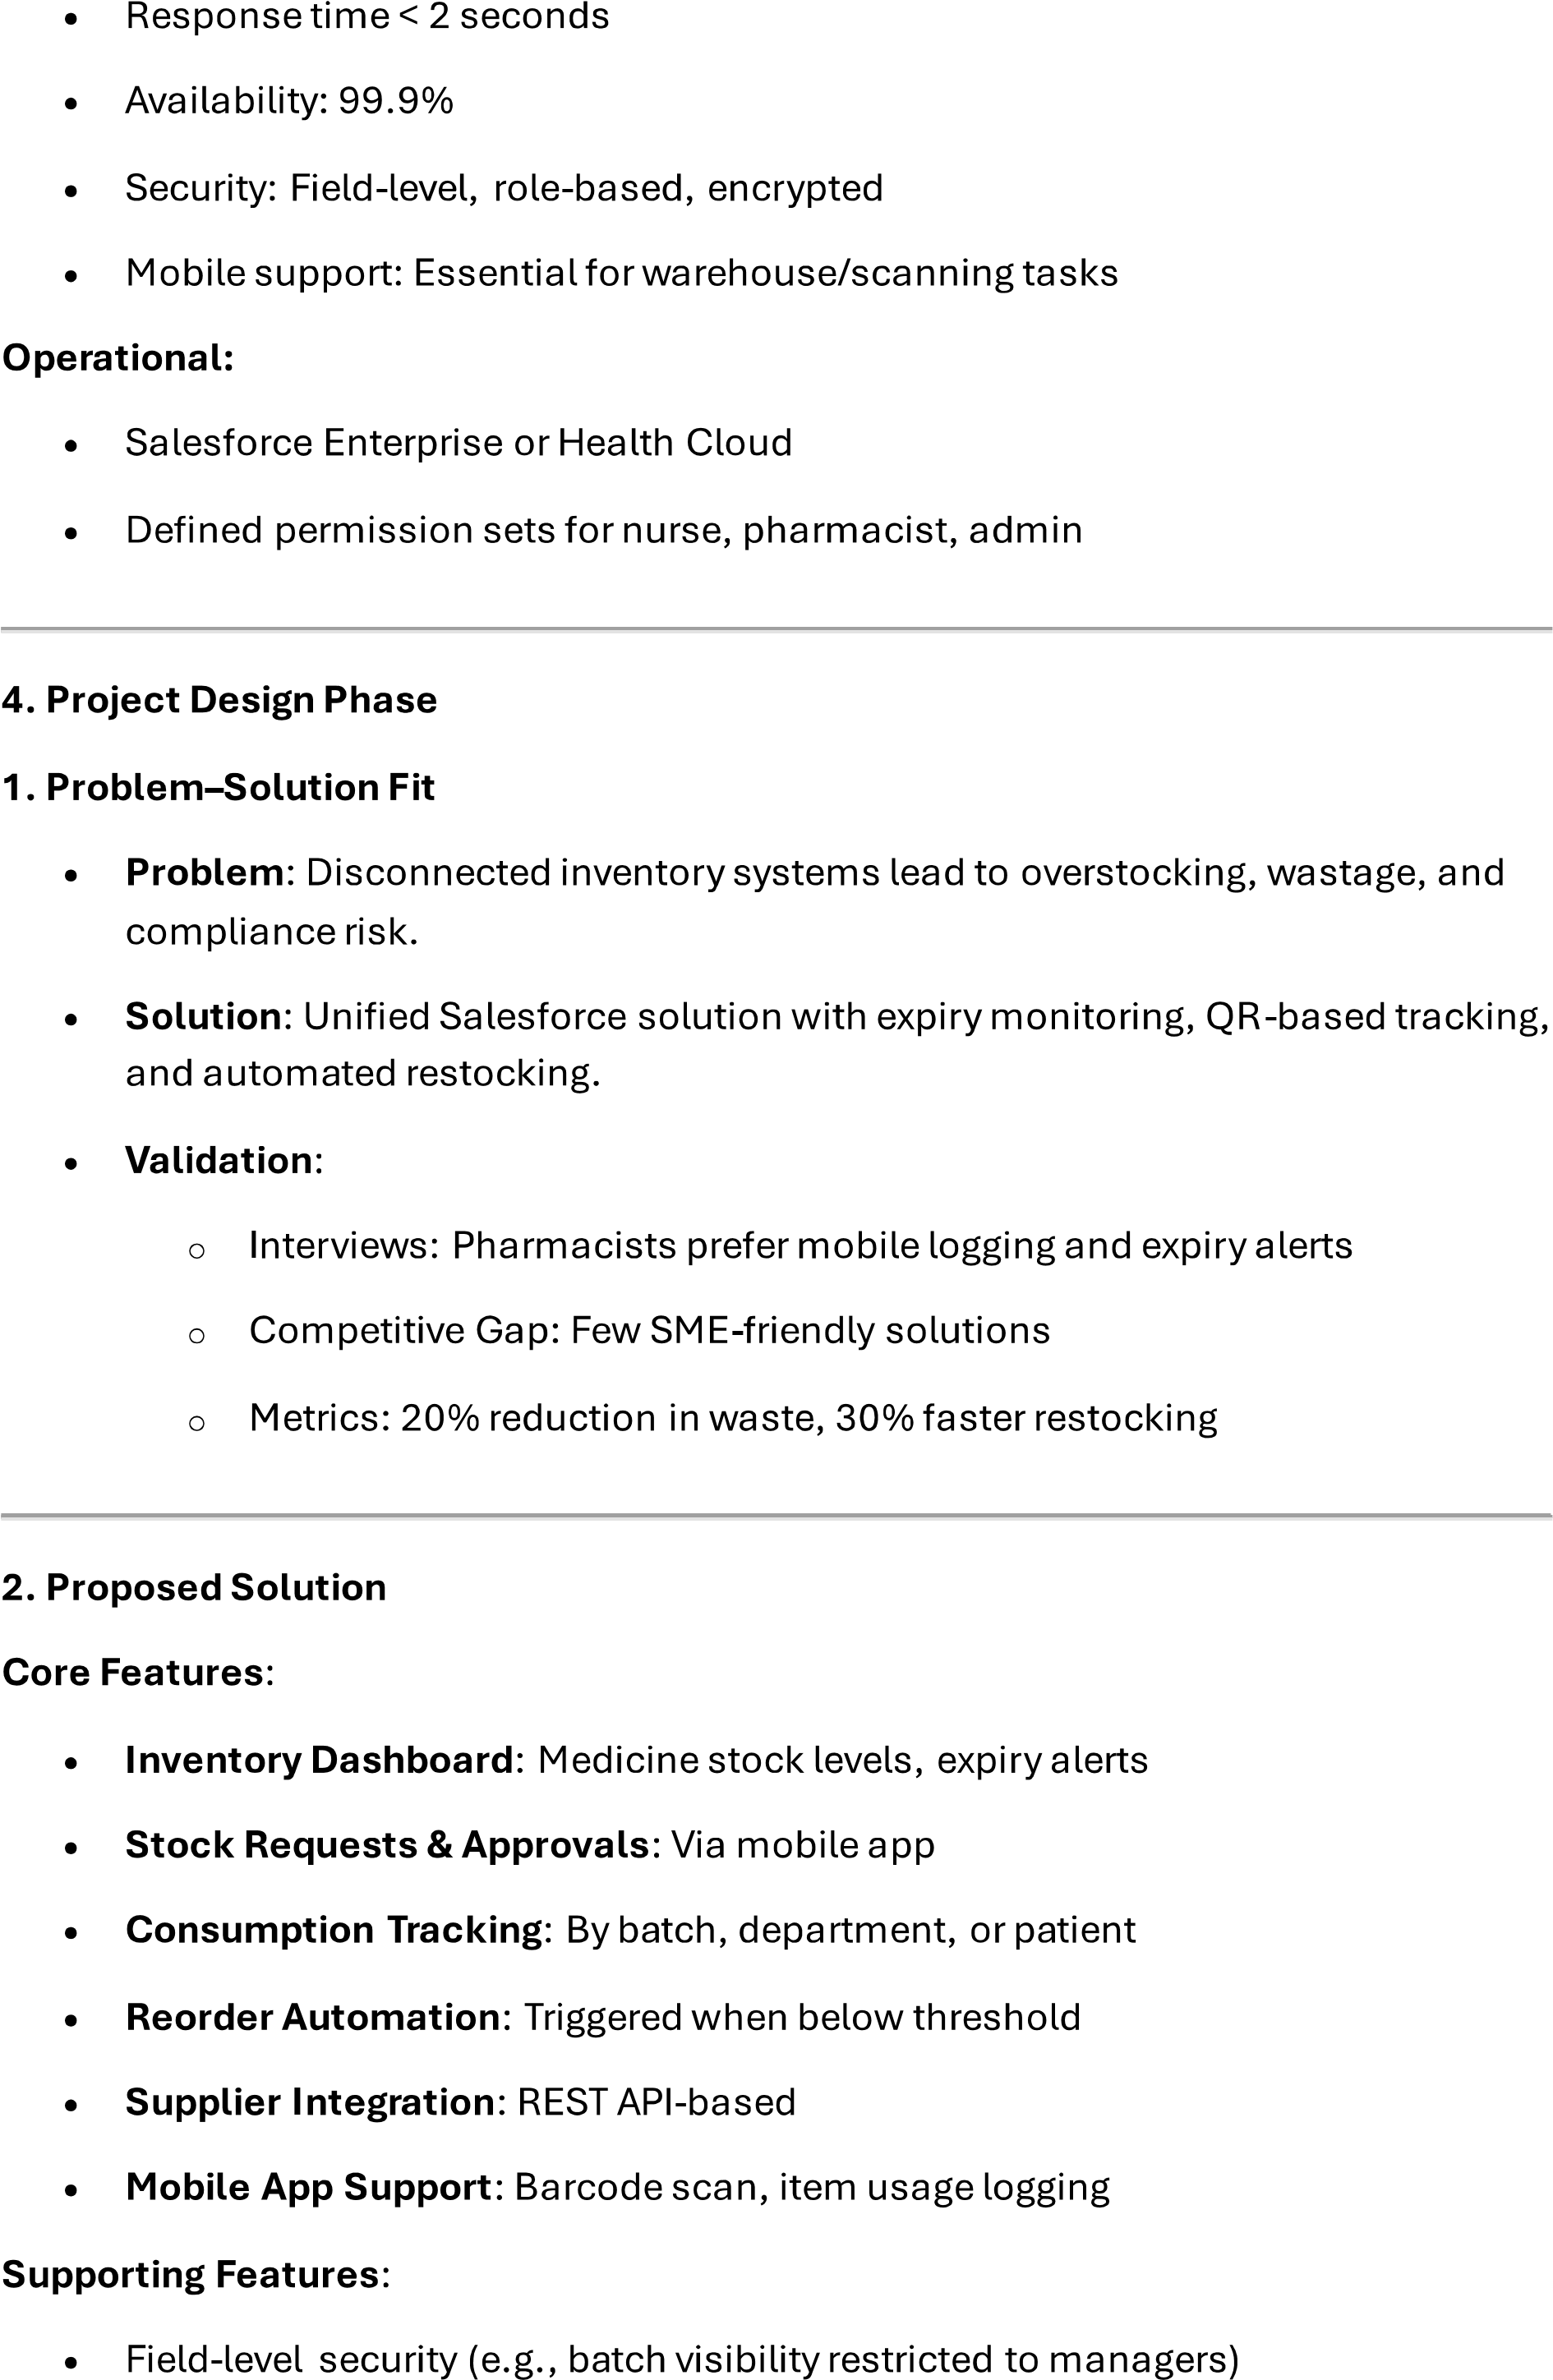 • Response time < 2 seconds
• Availability: 99.9%
• Security: Field-level, role-based, encrypted
• Mobile support: Essential for warehouse/scanning tasks
Operational:
• Salesforce Enterprise or Health Cloud
• Defined permission sets for nurse, pharmacist, admin
4. Project Design Phase
1. Problem–Solution Fit
• Problem: Disconnected inventory systems lead to overstocking, wastage, and
compliance risk.
• Solution: Unified Salesforce solution with expiry monitoring, QR-based tracking,
and automated restocking.
• Validation:
○ Interviews: Pharmacists prefer mobile logging and expiry alerts
○ Competitive Gap: Few SME-friendly solutions
○ Metrics: 20% reduction in waste, 30% faster restocking
2. Proposed Solution
Core Features:
• Inventory Dashboard: Medicine stock levels, expiry alerts
• Stock Requests & Approvals: Via mobile app
• Consumption Tracking: By batch, department, or patient
• Reorder Automation: Triggered when below threshold
• Supplier Integration: REST API-based
• Mobile App Support: Barcode scan, item usage logging
Supporting Features:
• Field-level security (e.g., batch visibility restricted to managers)